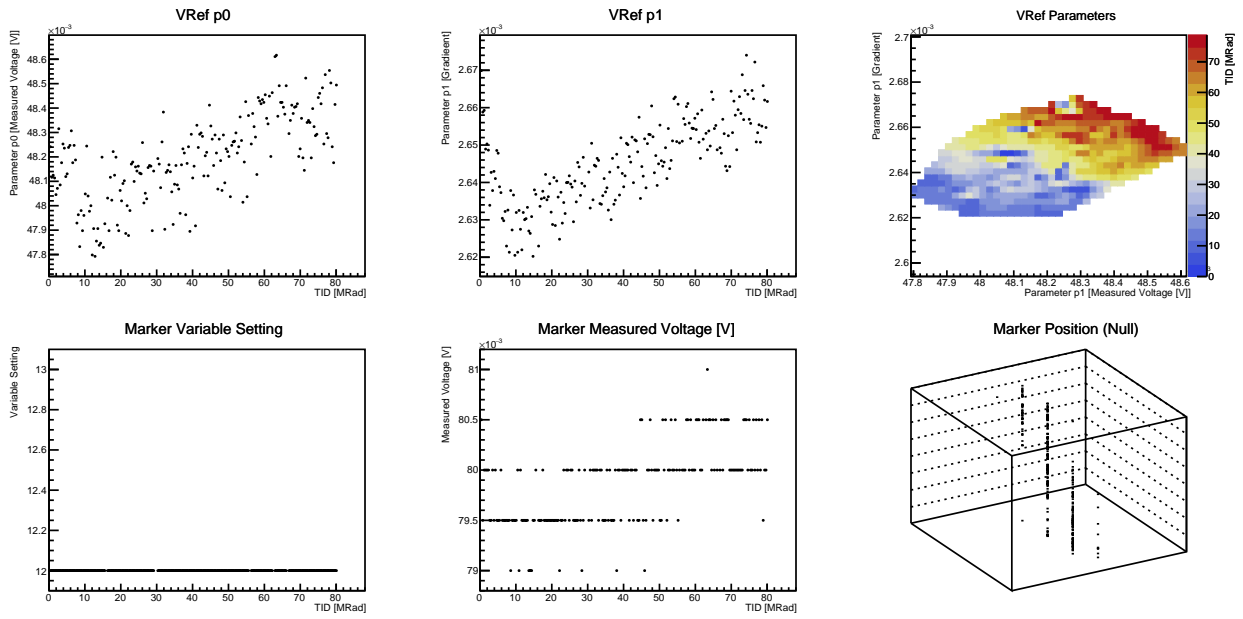 VRef p0
×10⁻³
Parameter p0 [Measured Voltage [V]]
48.6
48.5
48.4
48.3
48.2
48.1
48
47.9
47.8
0 10 20 30 40 50 60 70 80
TID [MRad]
VRef p1
×10⁻³
Parameter p1 [Gradieent]
2.67
2.66
2.65
2.64
2.63
2.62
0 10 20 30 40 50 60 70 80
TID [MRad]
VRef Parameters
×10⁻³
Parameter p1 [Gradient]
2.7
2.68
2.66
2.64
2.62
2.6
47.8 47.9 48 48.1 48.2 48.3 48.4 48.5 48.6
Parameter p1 [Measured Voltage [V]]
TID [MRad]
70
60
50
40
30
20
10
0
Marker Variable Setting
Variable Setting
13
12.8
12.6
12.4
12.2
12
0 10 20 30 40 50 60 70 80
TID [MRad]
Marker Measured Voltage [V]
×10⁻³
Measured Voltage [V]
81
80.5
80
79.5
79
0 10 20 30 40 50 60 70 80
TID [MRad]
Marker Position (Null)